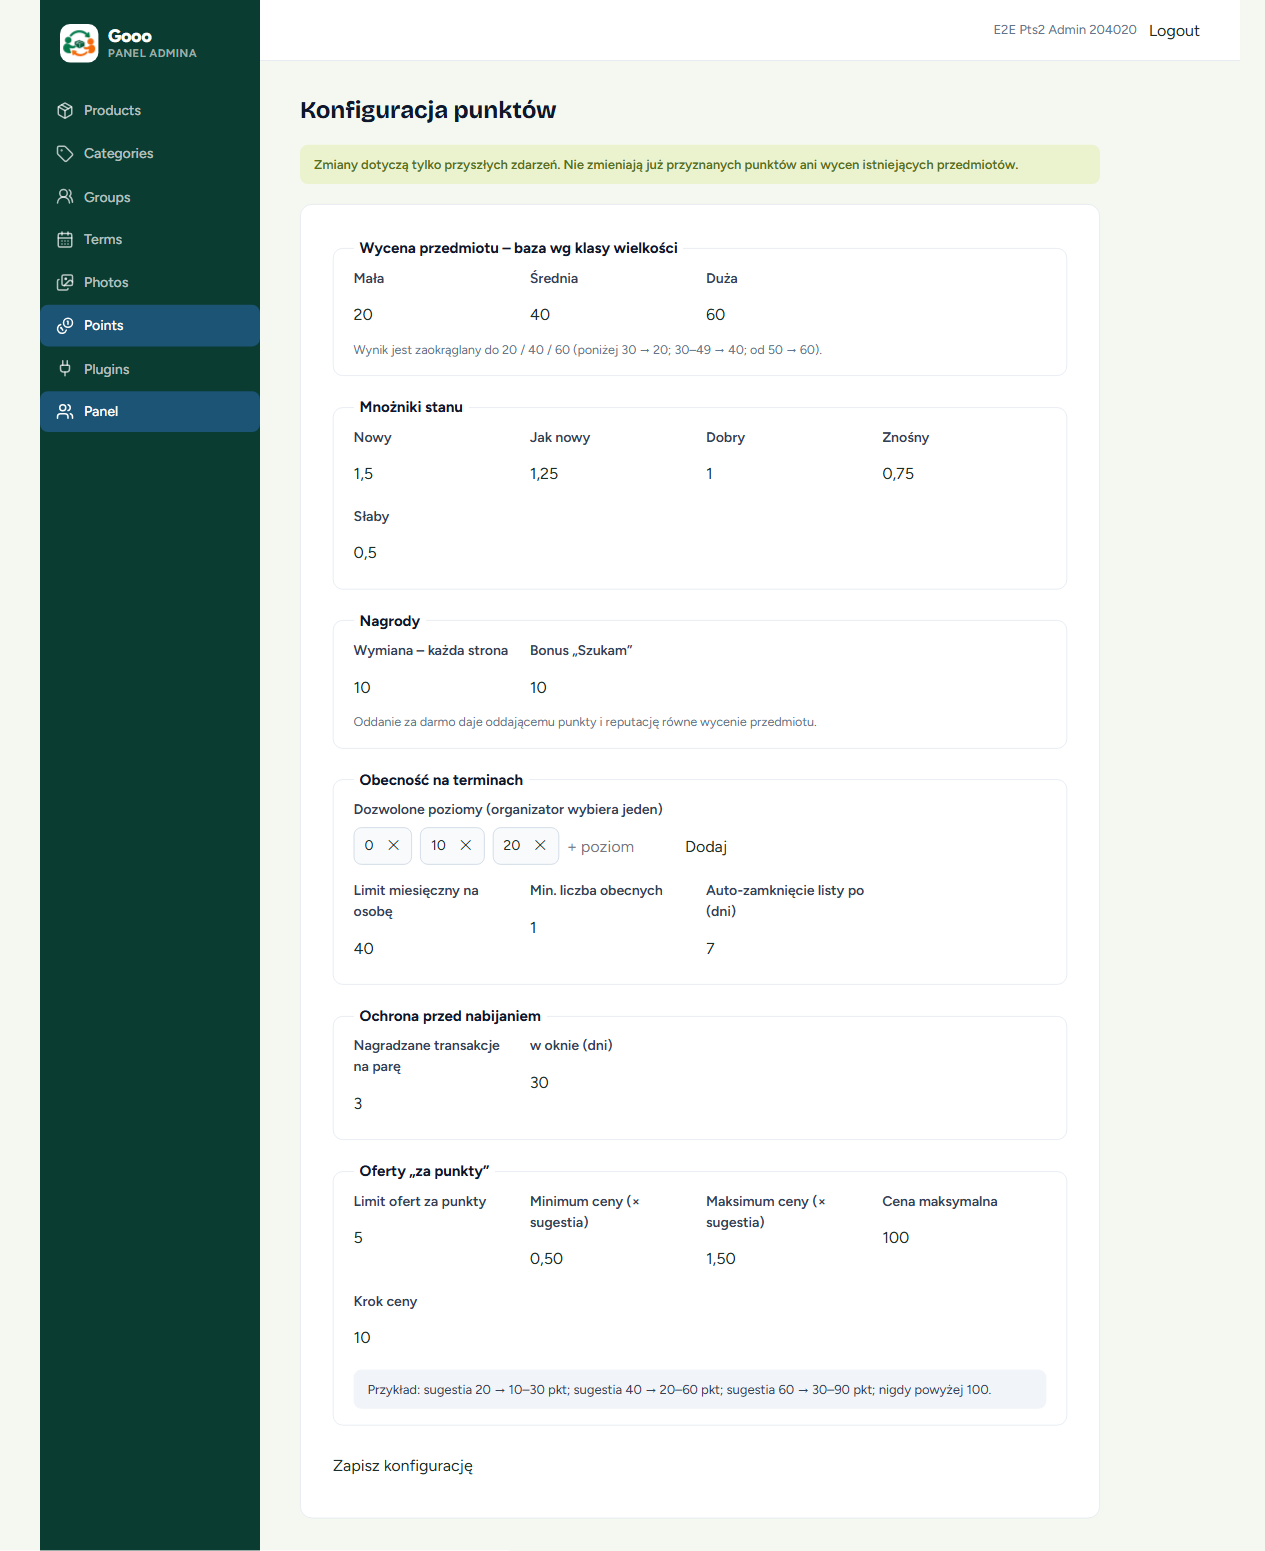 Gooo
PANEL ADMINA
E2E Pts2 Admin 204020 Logout
Products
Categories
Groups
Terms
Photos
Points
Plugins
Panel
Konfiguracja punktów
Zmiany dotyczą tylko przyszłych zdarzeń. Nie zmieniają już przyznanych punktów ani wycen istniejących przedmiotów.
Wycena przedmiotu – baza wg klasy wielkości
Mała Średnia Duża
20 40 60
Wynik jest zaokrąglany do 20 / 40 / 60 (poniżej 30 → 20; 30–49 → 40; od 50 → 60).
Mnożniki stanu
Nowy Jak nowy Dobry Znośny
1,5 1,25 1 0,75
Słaby
0,5
Nagrody
Wymiana – każda strona Bonus „Szukam”
10 10
Oddanie za darmo daje oddającemu punkty i reputację równe wycenie przedmiotu.
Obecność na terminach
Dozwolone poziomy (organizator wybiera jeden)
0 × 10 × 20 × + poziom Dodaj
Limit miesięczny na osobę
40
Min. liczba obecnych
1
Auto-zamknięcie listy po (dni)
7
Ochrona przed nabijaniem
Nagradzane transakcje na parę
3
w oknie (dni)
30
Oferty „za punkty”
Limit ofert za punkty
5
Minimum ceny (× sugestia)
0,50
Maksimum ceny (× sugestia)
1,50
Cena maksymalna
100
Krok ceny
10
Przykład: sugestia 20 → 10–30 pkt; sugestia 40 → 20–60 pkt; sugestia 60 → 30–90 pkt; nigdy powyżej 100.
Zapisz konfigurację